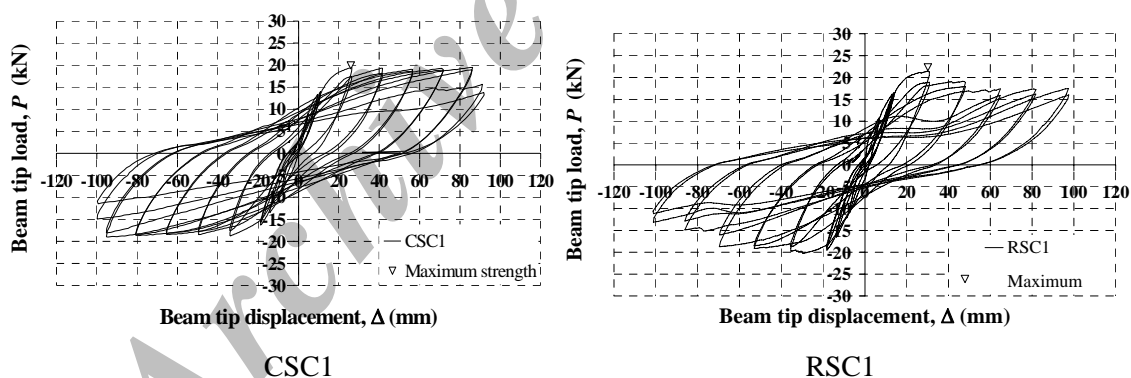 30
25
20
15
10
5
0
-5
-10
-15
-20
-25
-30
-120 -100 -80 -60 -40 -20 0 20 40 60 80 100 120
Beam tip load, P (kN)
Beam tip displacement, Δ (mm)
CSC1
Maximum strength
CSC1
30
25
20
15
10
5
0
-5
-10
-15
-20
-25
-30
-120 -100 -80 -60 -40 -20 0 20 40 60 80 100 120
Beam tip load, P (kN)
Beam tip displacement, Δ (mm)
RSC1
Maximum
RSC1
Archive